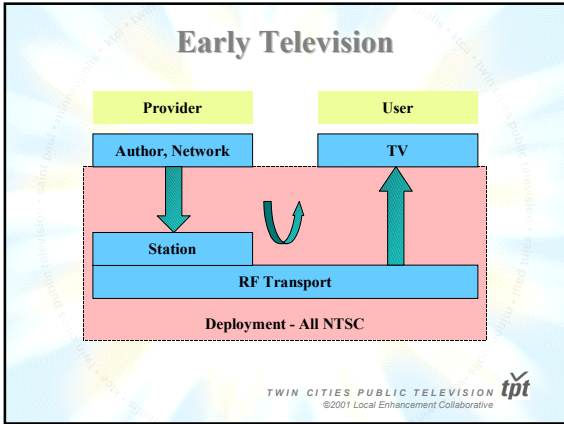 Early Television
Provider
User
Author, Network
TV
Station
RF Transport
Deployment - All NTSC
TWIN CITIES PUBLIC TELEVISION tpt
©2001 Local Enhancement Collaborative